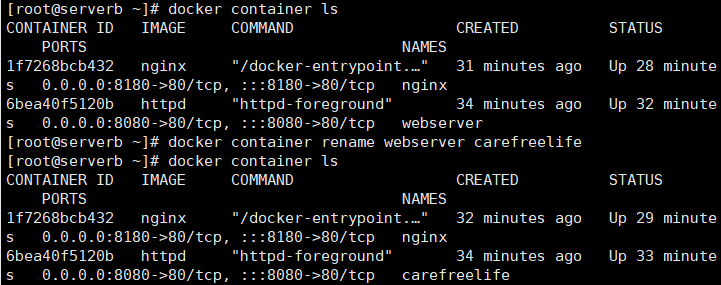 [root@serverb ~]# docker container ls
CONTAINER ID   IMAGE     COMMAND                  CREATED          STATUS
    PORTS                                   NAMES
1f7268bcb432   nginx     "/docker-entrypoint.…"   31 minutes ago   Up 28 minute
s   0.0.0.0:8180->80/tcp, :::8180->80/tcp   nginx
6bea40f5120b   httpd     "httpd-foreground"       34 minutes ago   Up 32 minute
s   0.0.0.0:8080->80/tcp, :::8080->80/tcp   webserver
[root@serverb ~]# docker container rename webserver carefreelife
[root@serverb ~]# docker container ls
CONTAINER ID   IMAGE     COMMAND                  CREATED          STATUS
    PORTS                                   NAMES
1f7268bcb432   nginx     "/docker-entrypoint.…"   32 minutes ago   Up 29 minute
s   0.0.0.0:8180->80/tcp, :::8180->80/tcp   nginx
6bea40f5120b   httpd     "httpd-foreground"       34 minutes ago   Up 33 minute
s   0.0.0.0:8080->80/tcp, :::8080->80/tcp   carefreelife